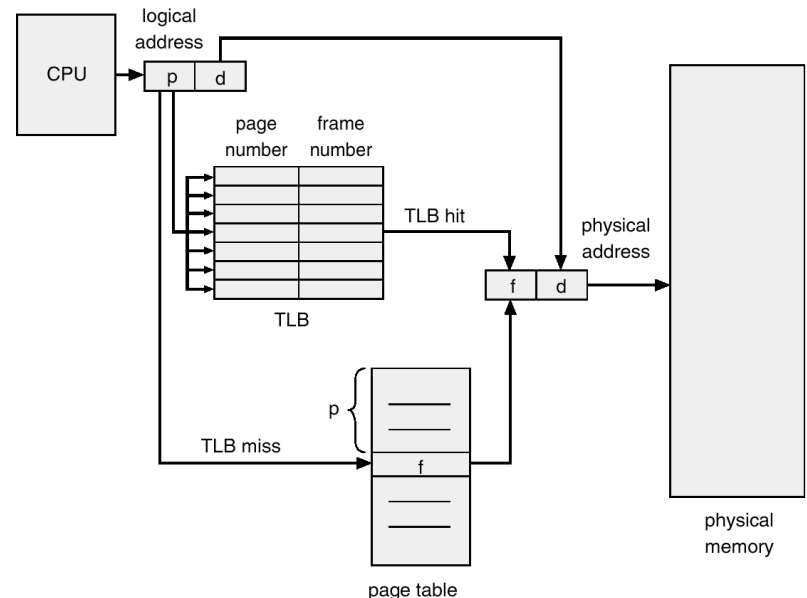 logical
address
CPU
p
d
page
number
frame
number
TLB hit
TLB
physical
address
f
d
p
TLB miss
f
page table
physical
memory